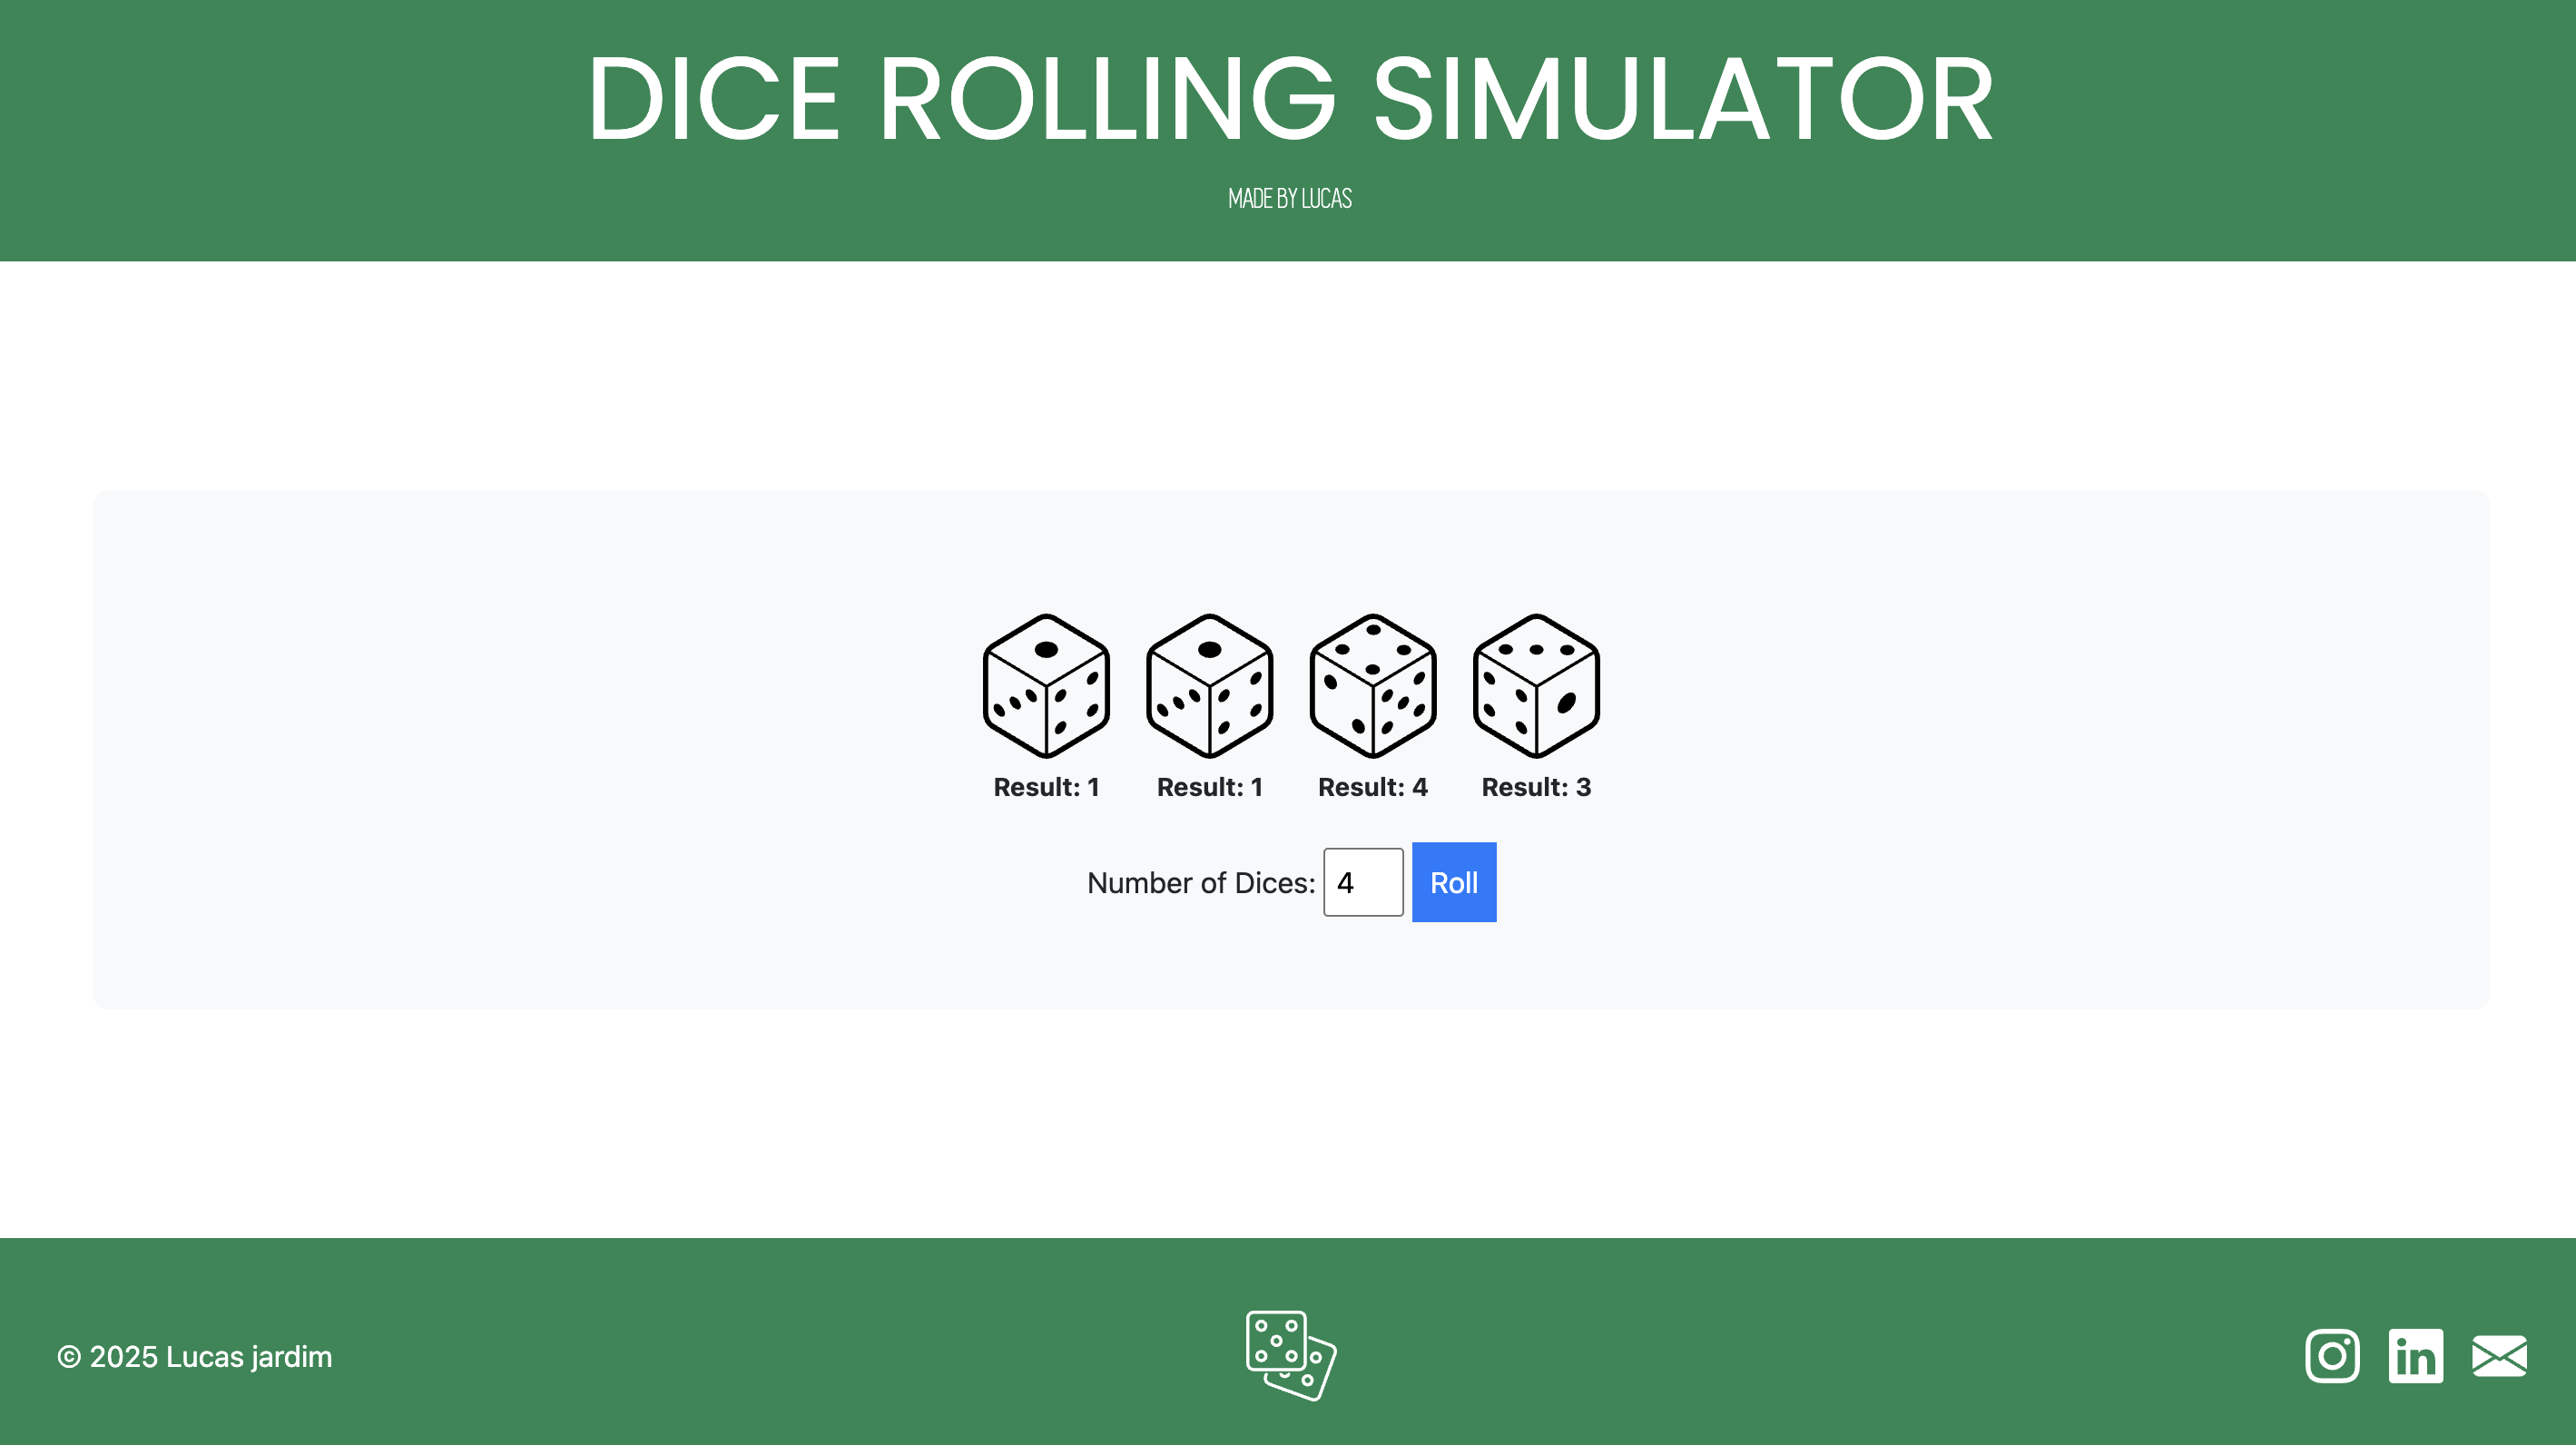 DICE ROLLING SIMULATOR
MADE BY LUCAS
Result: 1 Result: 1 Result: 4 Result: 3
Number of Dices: 4 Roll
© 2025 Lucas jardim
in